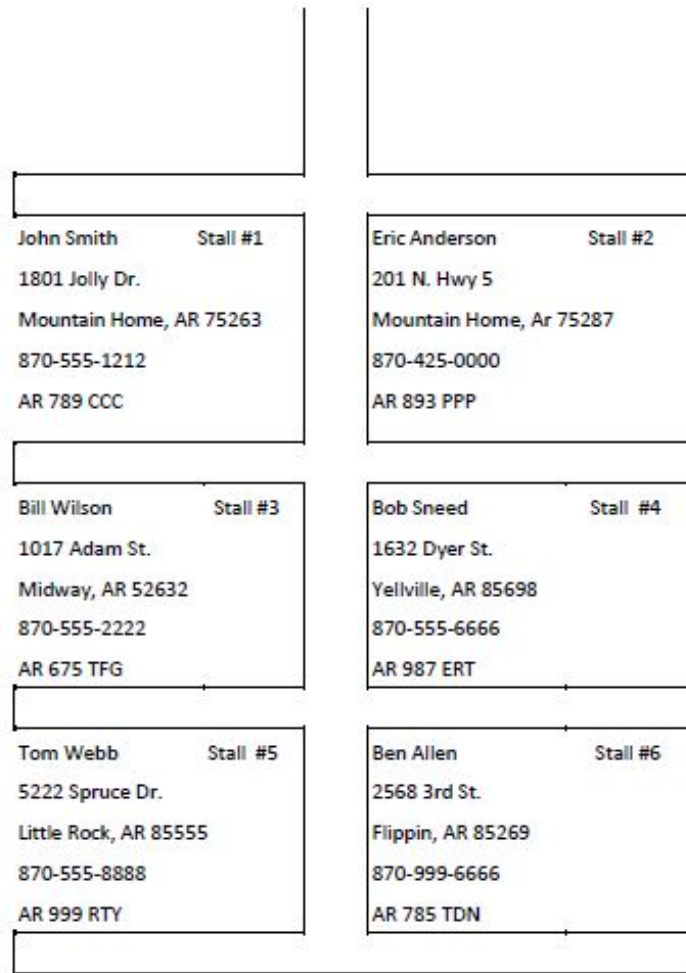 John Smith Stall #1
1801 Jolly Dr.
Mountain Home, AR 75263
870-555-1212
AR 789 CCC
Eric Anderson Stall #2
201 N. Hwy 5
Mountain Home, Ar 75287
870-425-0000
AR 893 PPP
Bill Wilson Stall #3
1017 Adam St.
Midway, AR 52632
870-555-2222
AR 675 TFG
Bob Sneed Stall #4
1632 Dyer St.
Yellville, AR 85698
870-555-6666
AR 987 ERT
Tom Webb Stall #5
5222 Spruce Dr.
Little Rock, AR 85555
870-555-8888
AR 999 RTY
Ben Allen Stall #6
2568 3rd St.
Flippin, AR 85269
870-999-6666
AR 785 TDN